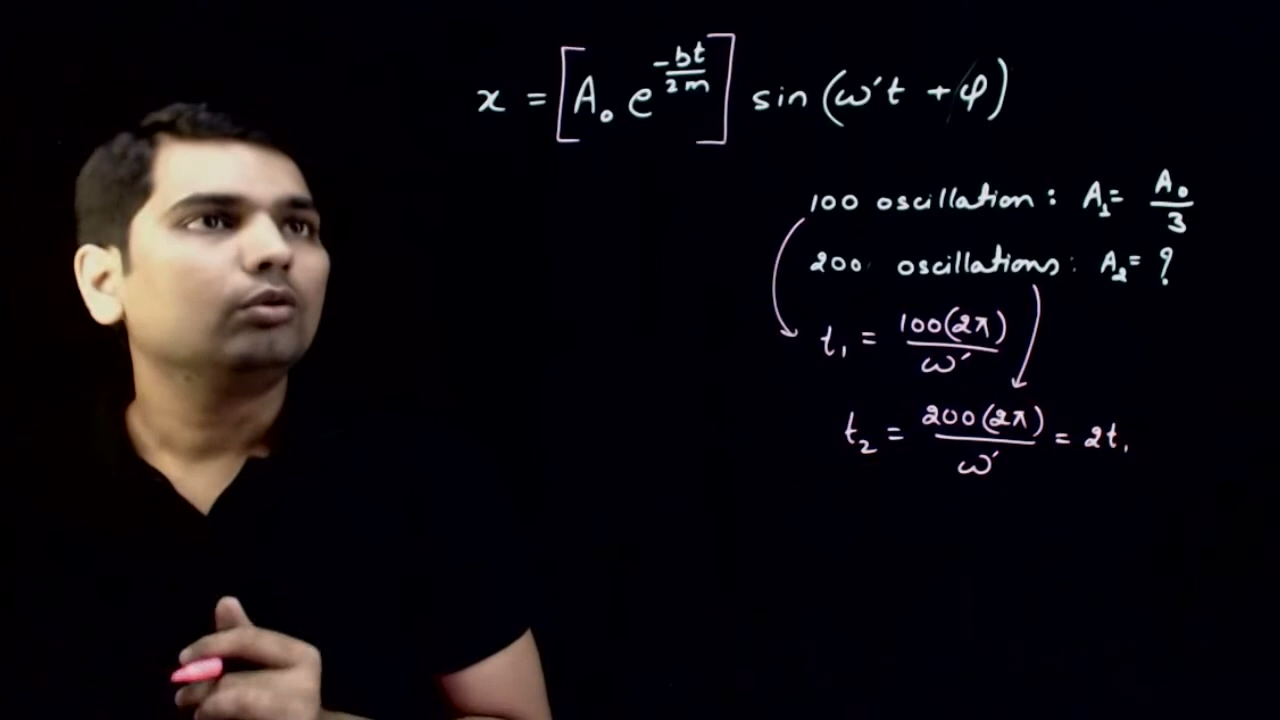 x = [A₀ e^(-bt/2m)] sin (ω't + φ)
100 oscillation : A₁ = A₀/3
200 oscillations : A₂ = ?
t₁ = 100(2π)/ω'
t₂ = 200(2π)/ω' = 2t₁